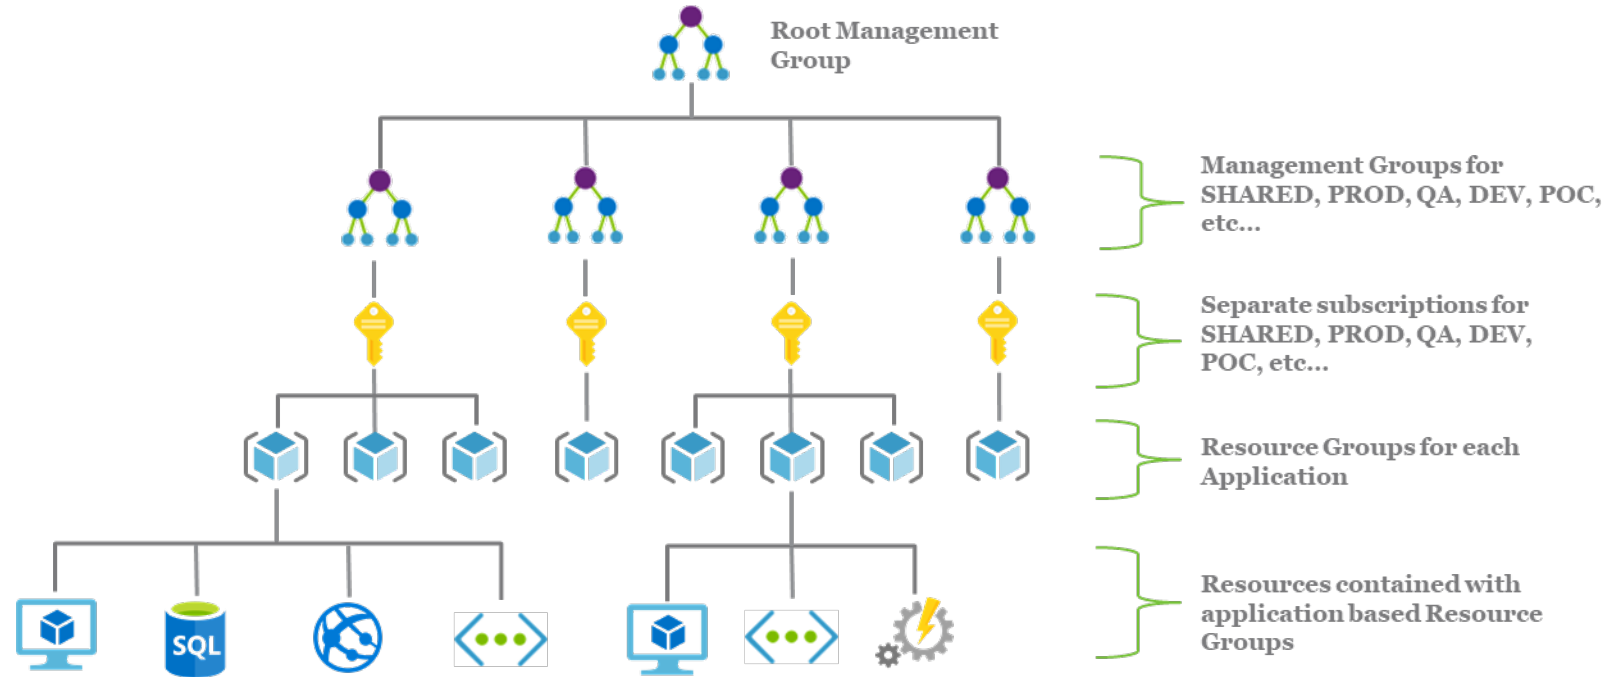 Root Management
Group
Management Groups for
SHARED, PROD, QA, DEV, POC,
etc...
Separate subscriptions for
SHARED, PROD, QA, DEV,
POC, etc...
Resource Groups for each
Application
Resources contained with
application based Resource
Groups
SQL